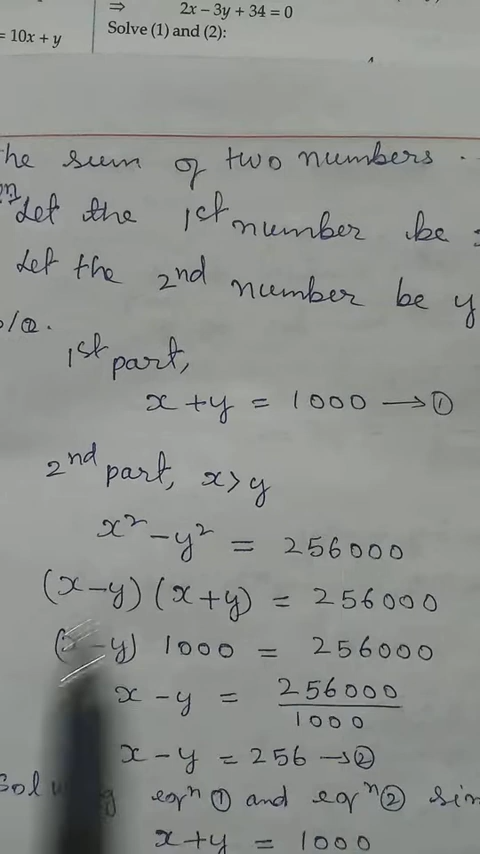 ⇒ 2x – 3y + 34 = 0
= 10x + y
Solve (1) and (2):
he sum of two numbers ..
Let the 1st number be
Let the 2nd number be y
1st part,
x + y = 1000 → ①
2nd part, x > y
x² – y² = 256000
(x – y) (x + y) = 256000
– y) 1000 = 256000
x – y = 256000/1000
x – y = 256 → ②
eqn ① and eqn ② sim
x + y = 1000